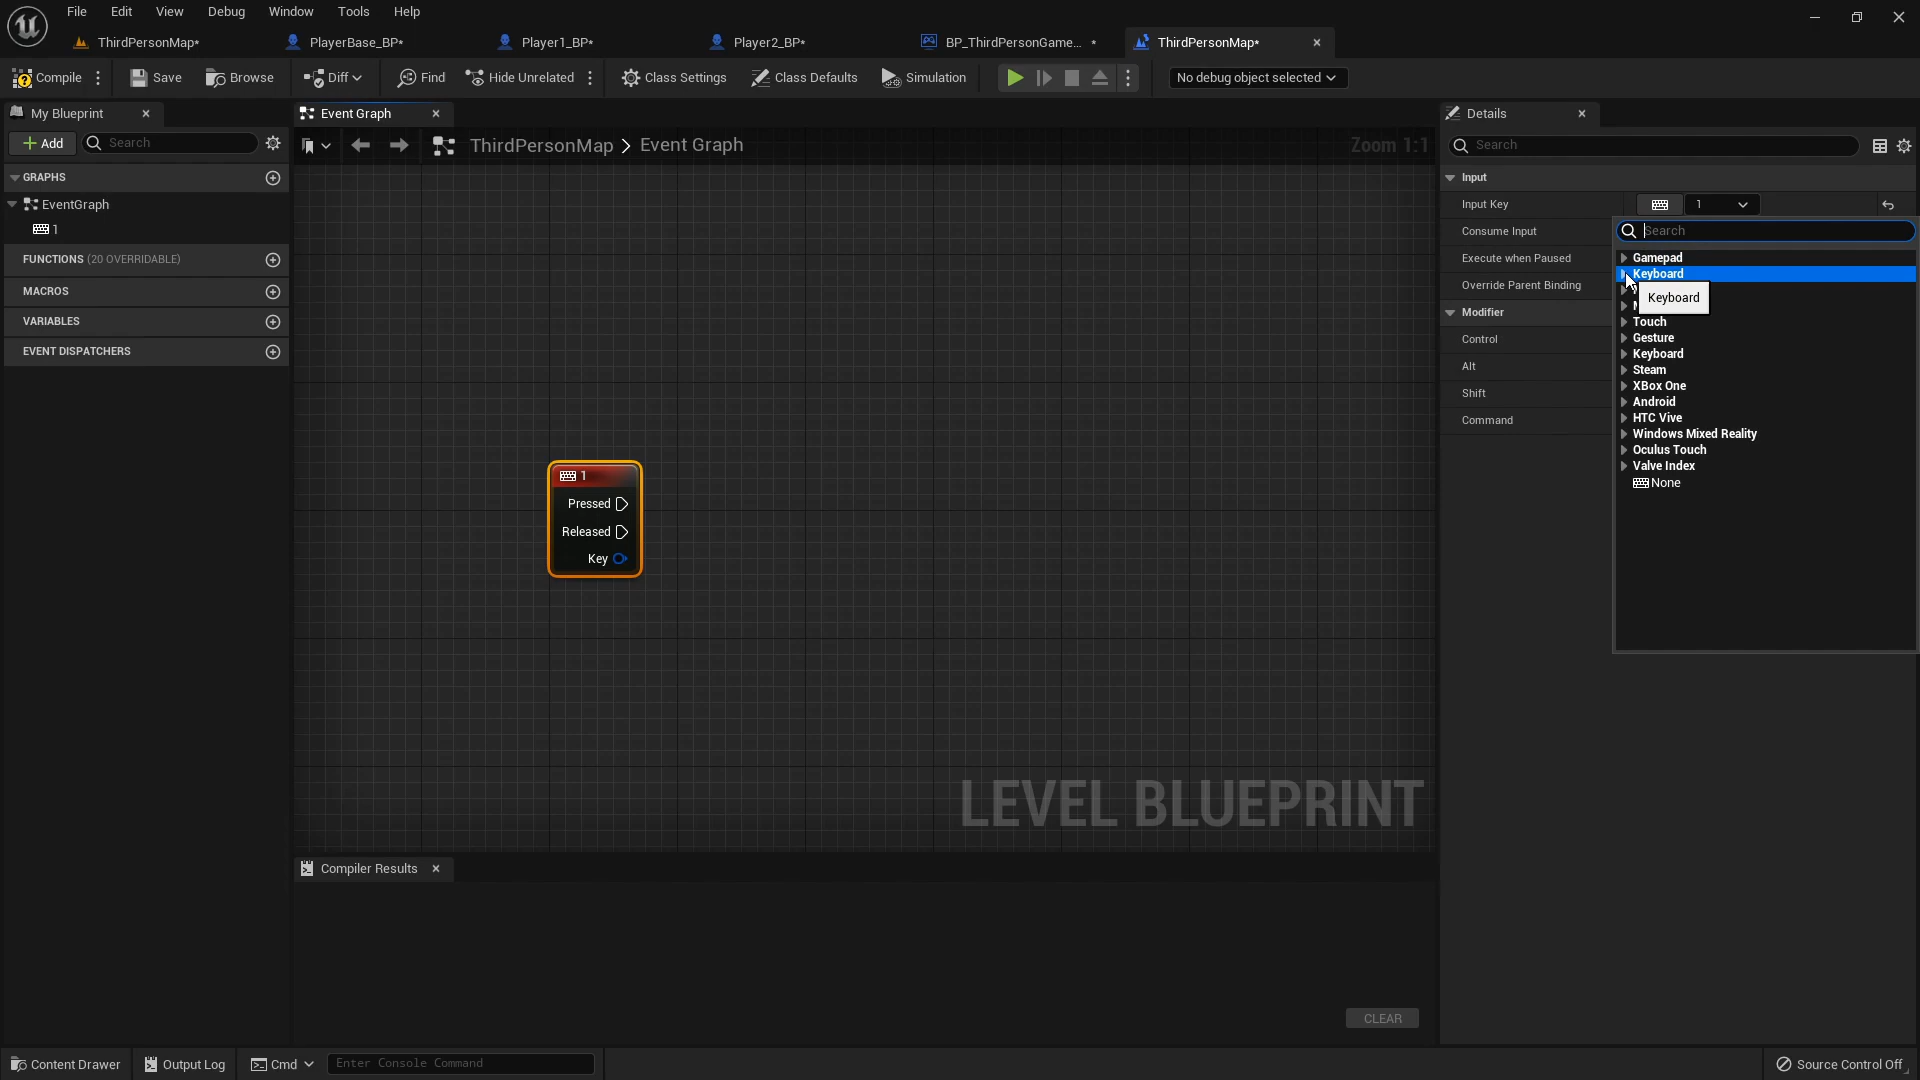 File Edit View Debug Window Tools Help
ThirdPersonMap* PlayerBase_BP* Player1_BP* Player2_BP* BP_ThirdPersonGame... * ThirdPersonMap*
Compile Save Browse Diff Find Hide Unrelated Class Settings Class Defaults Simulation No debug object selected
My Blueprint
Add Search
GRAPHS
EventGraph
1
FUNCTIONS (20 OVERRIDABLE)
MACROS
VARIABLES
EVENT DISPATCHERS
Event Graph
ThirdPersonMap > Event Graph Zoom 1:1
1
Pressed
Released
Key
LEVEL BLUEPRINT
Compiler Results
CLEAR
Details
Search
Input
Input Key 1
Consume Input
Execute when Paused
Override Parent Binding
Modifier
Control
Alt
Shift
Command
Search
Gamepad
Keyboard
Keyboard
Touch
Gesture
Keyboard
Steam
XBox One
Android
HTC Vive
Windows Mixed Reality
Oculus Touch
Valve Index
None
Content Drawer Output Log Cmd Enter Console Command Source Control Off